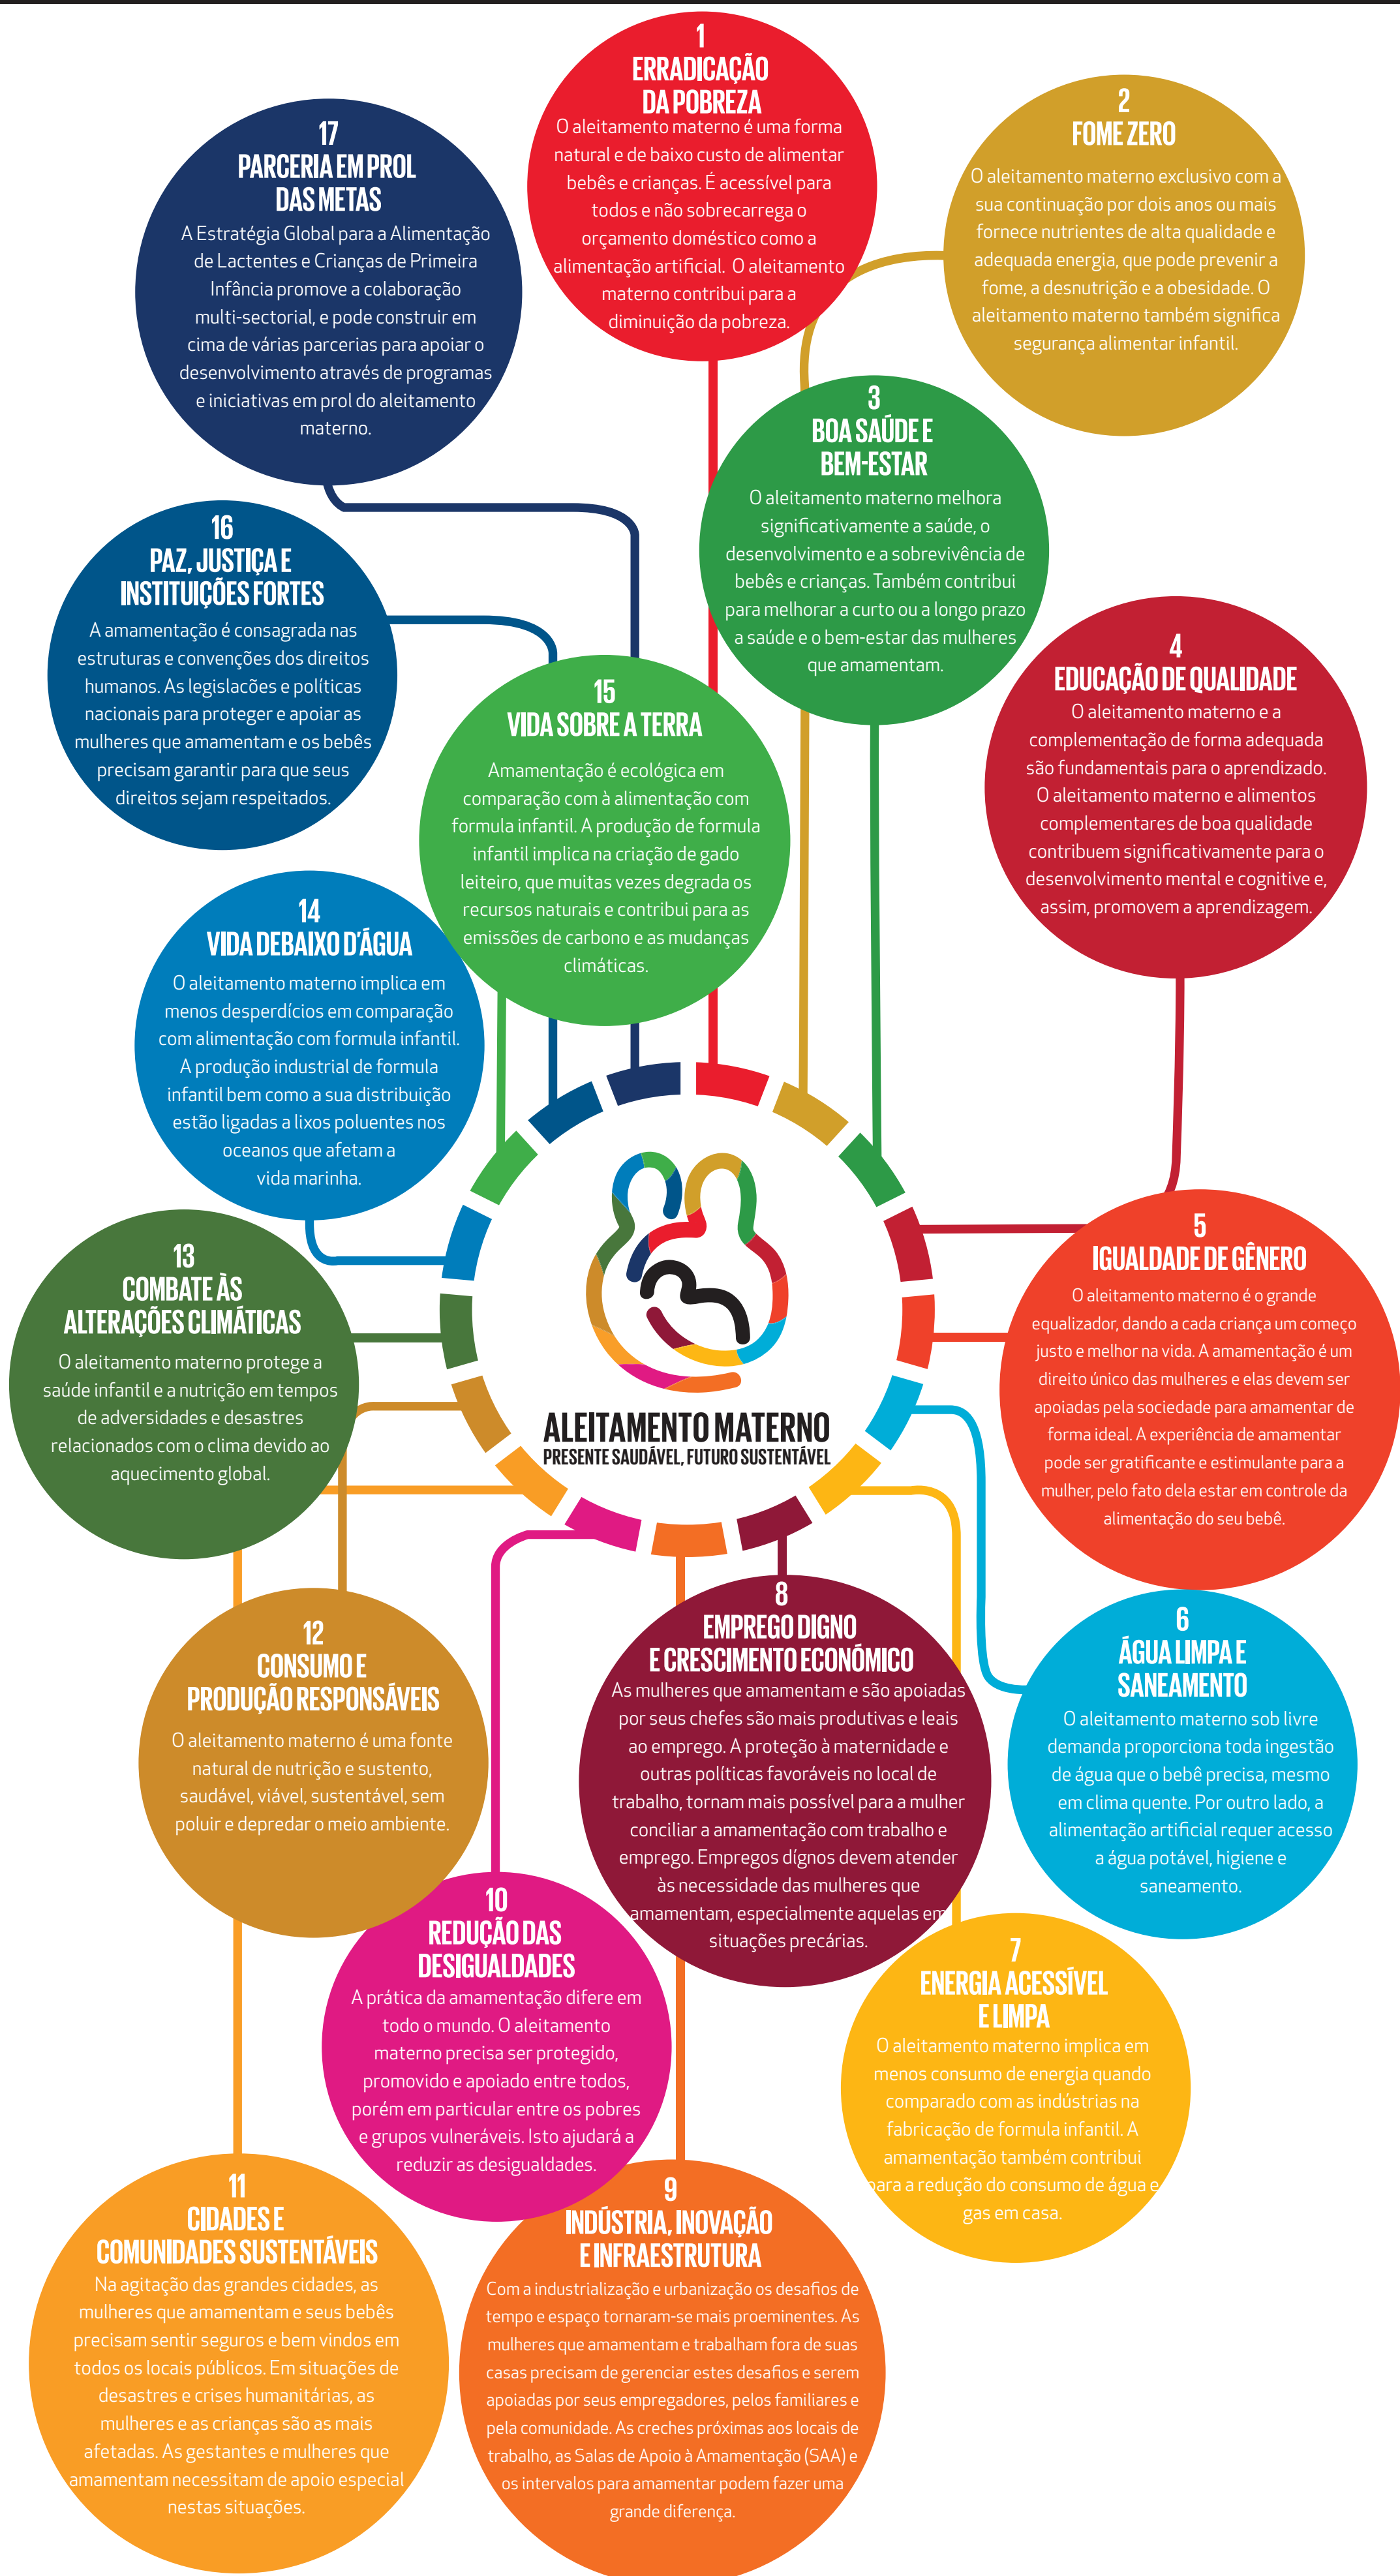 1
ERRADICAÇÃO
DA POBREZA
O aleitamento materno é uma forma
natural e de baixo custo de alimentar
bebês e crianças. É acessível para
todos e não sobrecarrega o
orçamento doméstico como a
alimentação artificial. O aleitamento
materno contribui para a
diminuição da pobreza.
2
FOME ZERO
O aleitamento materno exclusivo com a
sua continuação por dois anos ou mais
fornece nutrientes de alta qualidade e
adequada energia, que pode prevenir a
fome, a desnutrição e a obesidade. O
aleitamento materno também significa
segurança alimentar infantil.
3
BOA SAÚDE E
BEM-ESTAR
O aleitamento materno melhora
significativamente a saúde, o
desenvolvimento e a sobrevivência de
bebês e crianças. Também contribui
para melhorar a curto ou a longo prazo
a saúde e o bem-estar das mulheres
que amamentam.
4
EDUCAÇÃO DE QUALIDADE
O aleitamento materno e a
complementação de forma adequada
são fundamentais para o aprendizado.
O aleitamento materno e alimentos
complementares de boa qualidade
contribuem significativamente para o
desenvolvimento mental e cognitive e,
assim, promovem a aprendizagem.
5
IGUALDADE DE GÊNERO
O aleitamento materno é o grande
equalizador, dando a cada criança um começo
justo e melhor na vida. A amamentação é um
direito único das mulheres e elas devem ser
apoiadas pela sociedade para amamentar de
forma ideal. A experiência de amamentar
pode ser gratificante e estimulante para a
mulher, pelo fato dela estar em controle da
alimentação do seu bebê.
6
ÁGUA LIMPA E
SANEAMENTO
O aleitamento materno sob livre
demanda proporciona toda ingestão
de água que o bebê precisa, mesmo
em clima quente. Por outro lado, a
alimentação artificial requer acesso
a água potável, higiene e
saneamento.
7
ENERGIA ACESSÍVEL
E LIMPA
O aleitamento materno implica em
menos consumo de energia quando
comparado com as indústrias na
fabricação de formula infantil. A
amamentação também contribui
para a redução do consumo de água e
gas em casa.
8
EMPREGO DIGNO
E CRESCIMENTO ECONÓMICO
As mulheres que amamentam e são apoiadas
por seus chefes são mais produtivas e leais
ao emprego. A proteção à maternidade e
outras políticas favoráveis no local de
trabalho, tornam mais possível para a mulher
conciliar a amamentação com trabalho e
emprego. Empregos dígnos devem atender
às necessidade das mulheres que
amamentam, especialmente aquelas em
situações precárias.
9
INDÚSTRIA, INOVAÇÃO
E INFRAESTRUTURA
Com a industrialização e urbanização os desafios de
tempo e espaço tornaram-se mais proeminentes. As
mulheres que amamentam e trabalham fora de suas
casas precisam de gerenciar estes desafios e serem
apoiadas por seus empregadores, pelos familiares e
pela comunidade. As creches próximas aos locais de
trabalho, as Salas de Apoio à Amamentação (SAA) e
os intervalos para amamentar podem fazer uma
grande diferença.
10
REDUÇÃO DAS
DESIGUALDADES
A prática da amamentação difere em
todo o mundo. O aleitamento
materno precisa ser protegido,
promovido e apoiado entre todos,
porém em particular entre os pobres
e grupos vulneráveis. Isto ajudará a
reduzir as desigualdades.
11
CIDADES E
COMUNIDADES SUSTENTÁVEIS
Na agitação das grandes cidades, as
mulheres que amamentam e seus bebês
precisam sentir seguros e bem vindos em
todos os locais públicos. Em situações de
desastres e crises humanitárias, as
mulheres e as crianças são as mais
afetadas. As gestantes e mulheres que
amamentam necessitam de apoio especial
nestas situações.
12
CONSUMO E
PRODUÇÃO RESPONSÁVEIS
O aleitamento materno é uma fonte
natural de nutrição e sustento,
saudável, viável, sustentável, sem
poluir e depredar o meio ambiente.
13
COMBATE ÀS
ALTERAÇÕES CLIMÁTICAS
O aleitamento materno protege a
saúde infantil e a nutrição em tempos
de adversidades e desastres
relacionados com o clima devido ao
aquecimento global.
14
VIDA DEBAIXO D'ÁGUA
O aleitamento materno implica em
menos desperdícios em comparação
com alimentação com formula infantil.
A produção industrial de formula
infantil bem como a sua distribuição
estão ligadas a lixos poluentes nos
oceanos que afetam a
vida marinha.
15
VIDA SOBRE A TERRA
Amamentação é ecológica em
comparação com à alimentação com
formula infantil. A produção de formula
infantil implica na criação de gado
leiteiro, que muitas vezes degrada os
recursos naturais e contribui para as
emissões de carbono e as mudanças
climáticas.
16
PAZ, JUSTIÇA E
INSTITUIÇÕES FORTES
A amamentação é consagrada nas
estruturas e convenções dos direitos
humanos. As legislacões e políticas
nacionais para proteger e apoiar as
mulheres que amamentam e os bebês
precisam garantir para que seus
direitos sejam respeitados.
17
PARCERIA EM PROL
DAS METAS
A Estratégia Global para a Alimentação
de Lactentes e Crianças de Primeira
Infância promove a colaboração
multi-sectorial, e pode construir em
cima de várias parcerias para apoiar o
desenvolvimento através de programas
e iniciativas em prol do aleitamento
materno.
ALEITAMENTO MATERNO
PRESENTE SAUDÁVEL, FUTURO SUSTENTÁVEL